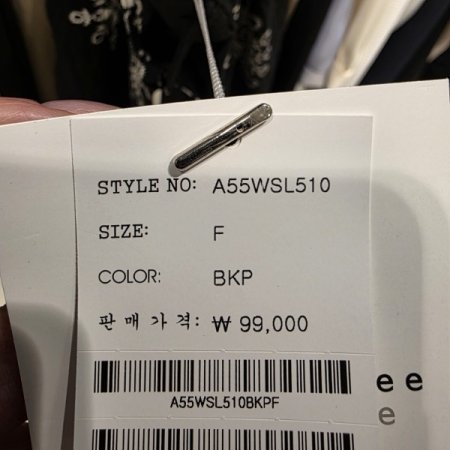 STYLE NO: A55WSL510
SIZE: F
COLOR: BKP
판매가격: ₩ 99,000
A55WSL510BKPF
e e
e